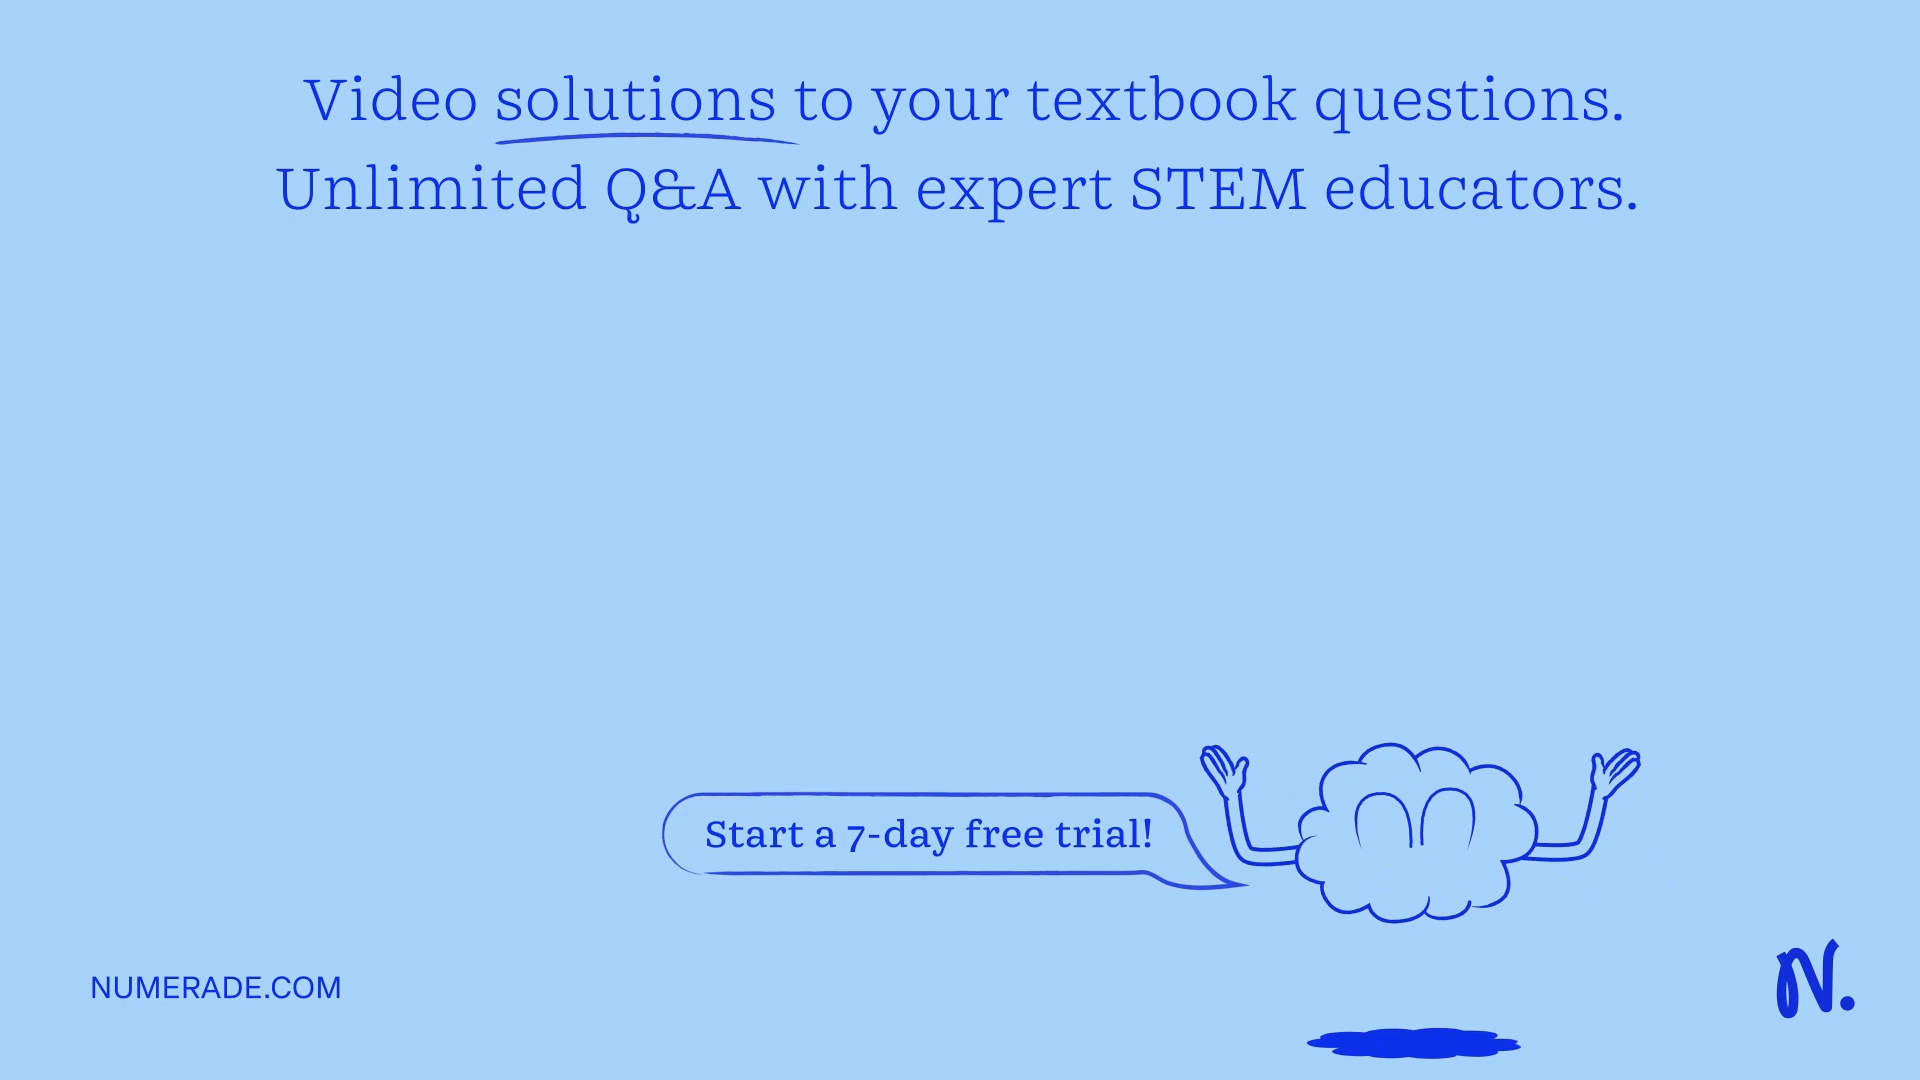 Video solutions to your textbook questions.
Unlimited Q&A with expert STEM educators.
Start a 7-day free trial!
NUMERADE.COM
N.